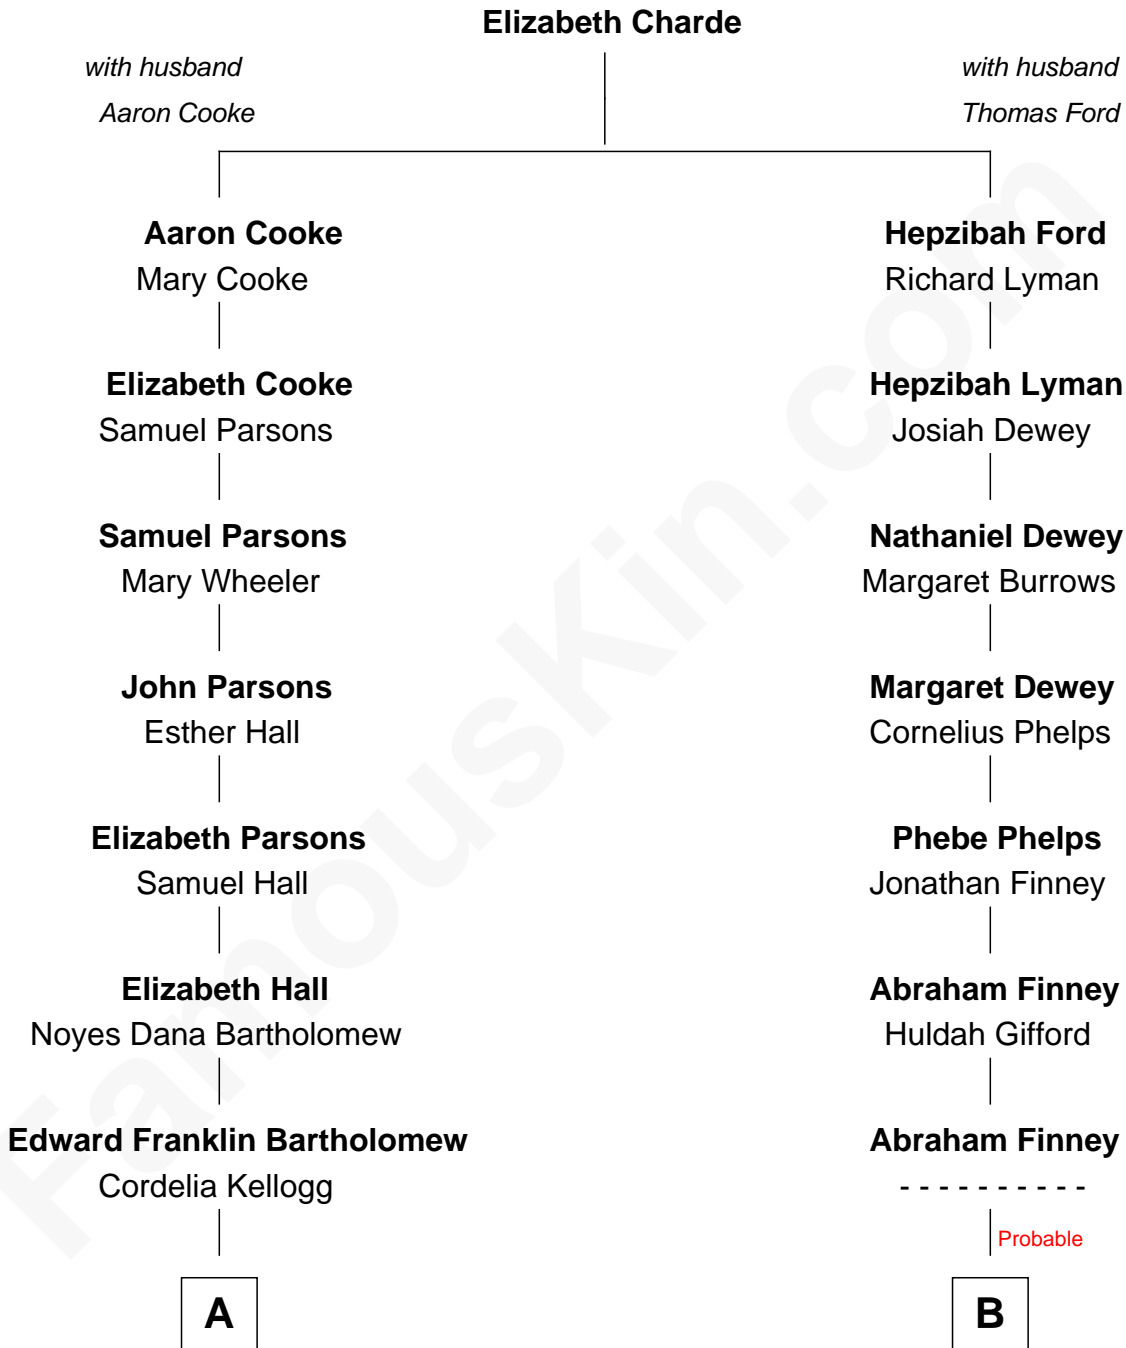 Elizabeth Charde
with husband
Aaron Cooke
with husband
Thomas Ford
Aaron Cooke
Mary Cooke
Hepzibah Ford
Richard Lyman
Elizabeth Cooke
Samuel Parsons
Hepzibah Lyman
Josiah Dewey
Samuel Parsons
Mary Wheeler
Nathaniel Dewey
Margaret Burrows
John Parsons
Esther Hall
Margaret Dewey
Cornelius Phelps
Elizabeth Parsons
Samuel Hall
Phebe Phelps
Jonathan Finney
Elizabeth Hall
Noyes Dana Bartholomew
Abraham Finney
Huldah Gifford
Edward Franklin Bartholomew
Cordelia Kellogg
Abraham Finney
- - - - - - - - - -
Probable
A
B
FamousKin.com